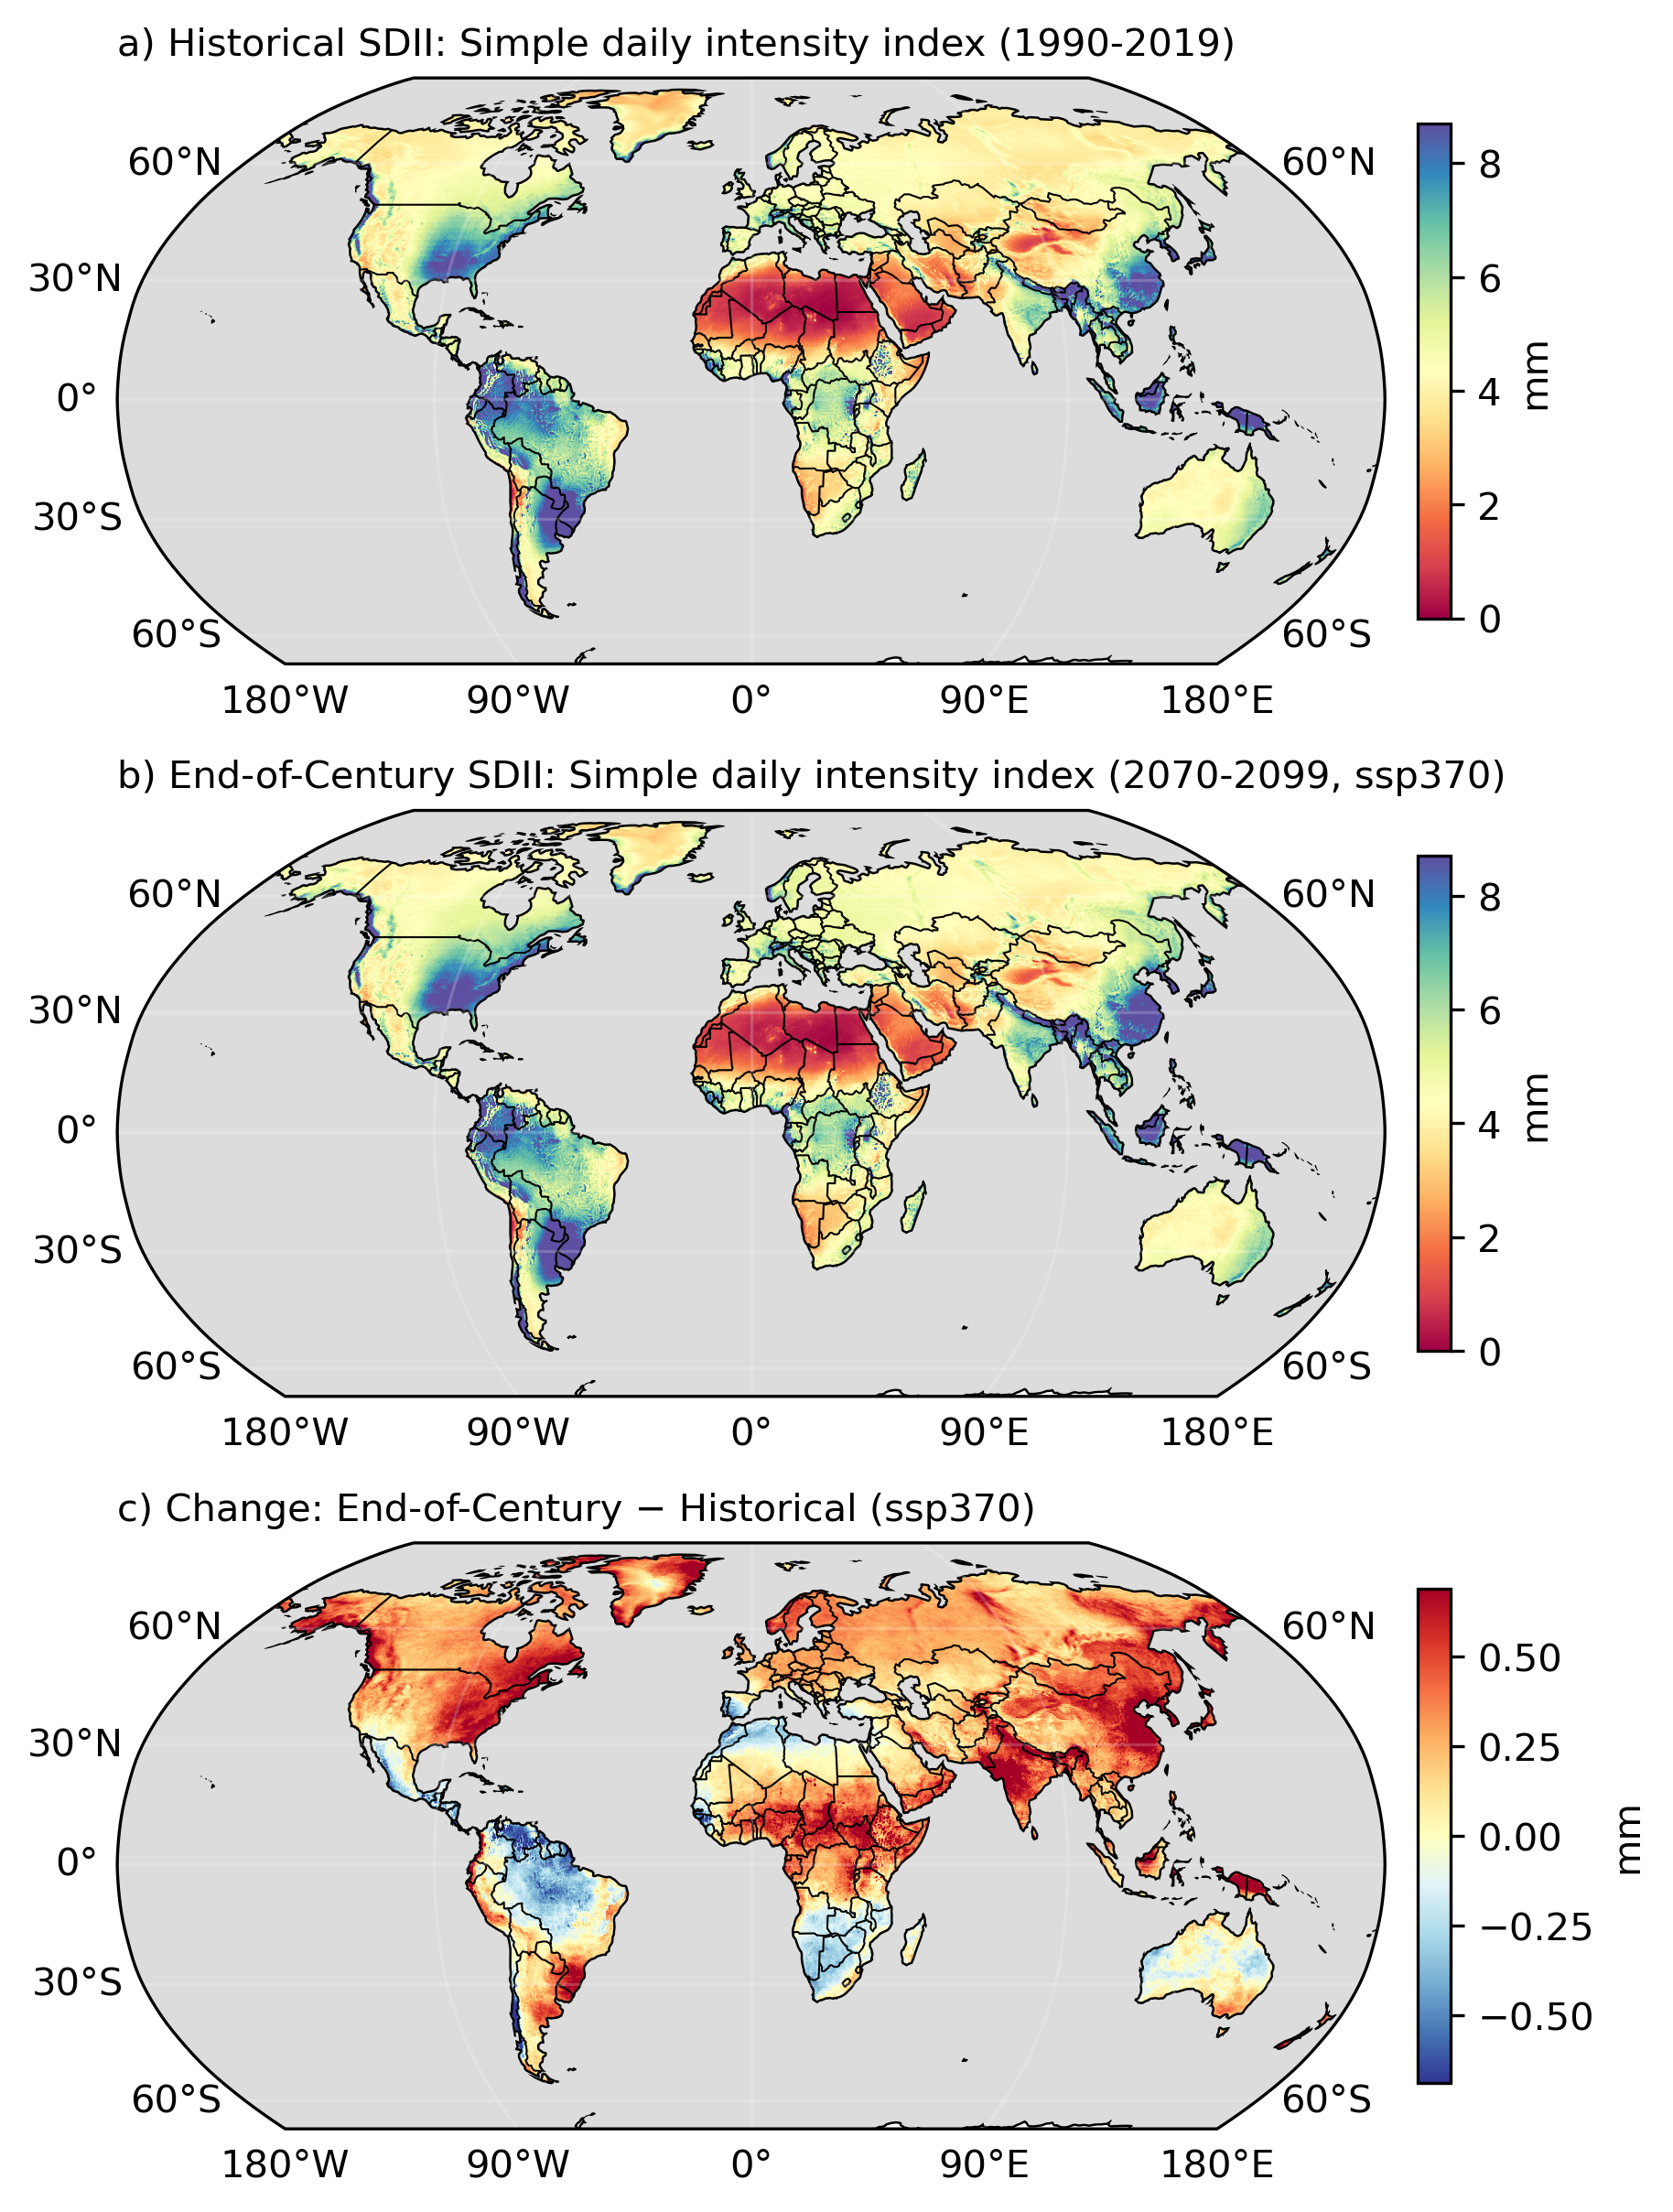 a) Historical SDII: Simple daily intensity index (1990-2019)
60°N 60°N
30°N
0°
30°S
60°S 60°S
180°W 90°W 0° 90°E 180°E
8
6
4
2
0
mm
b) End-of-Century SDII: Simple daily intensity index (2070-2099, ssp370)
60°N 60°N
30°N
0°
30°S
60°S 60°S
180°W 90°W 0° 90°E 180°E
8
6
4
2
0
mm
c) Change: End-of-Century − Historical (ssp370)
60°N 60°N
30°N
0°
30°S
60°S 60°S
180°W 90°W 0° 90°E 180°E
0.50
0.25
0.00
−0.25
−0.50
mm